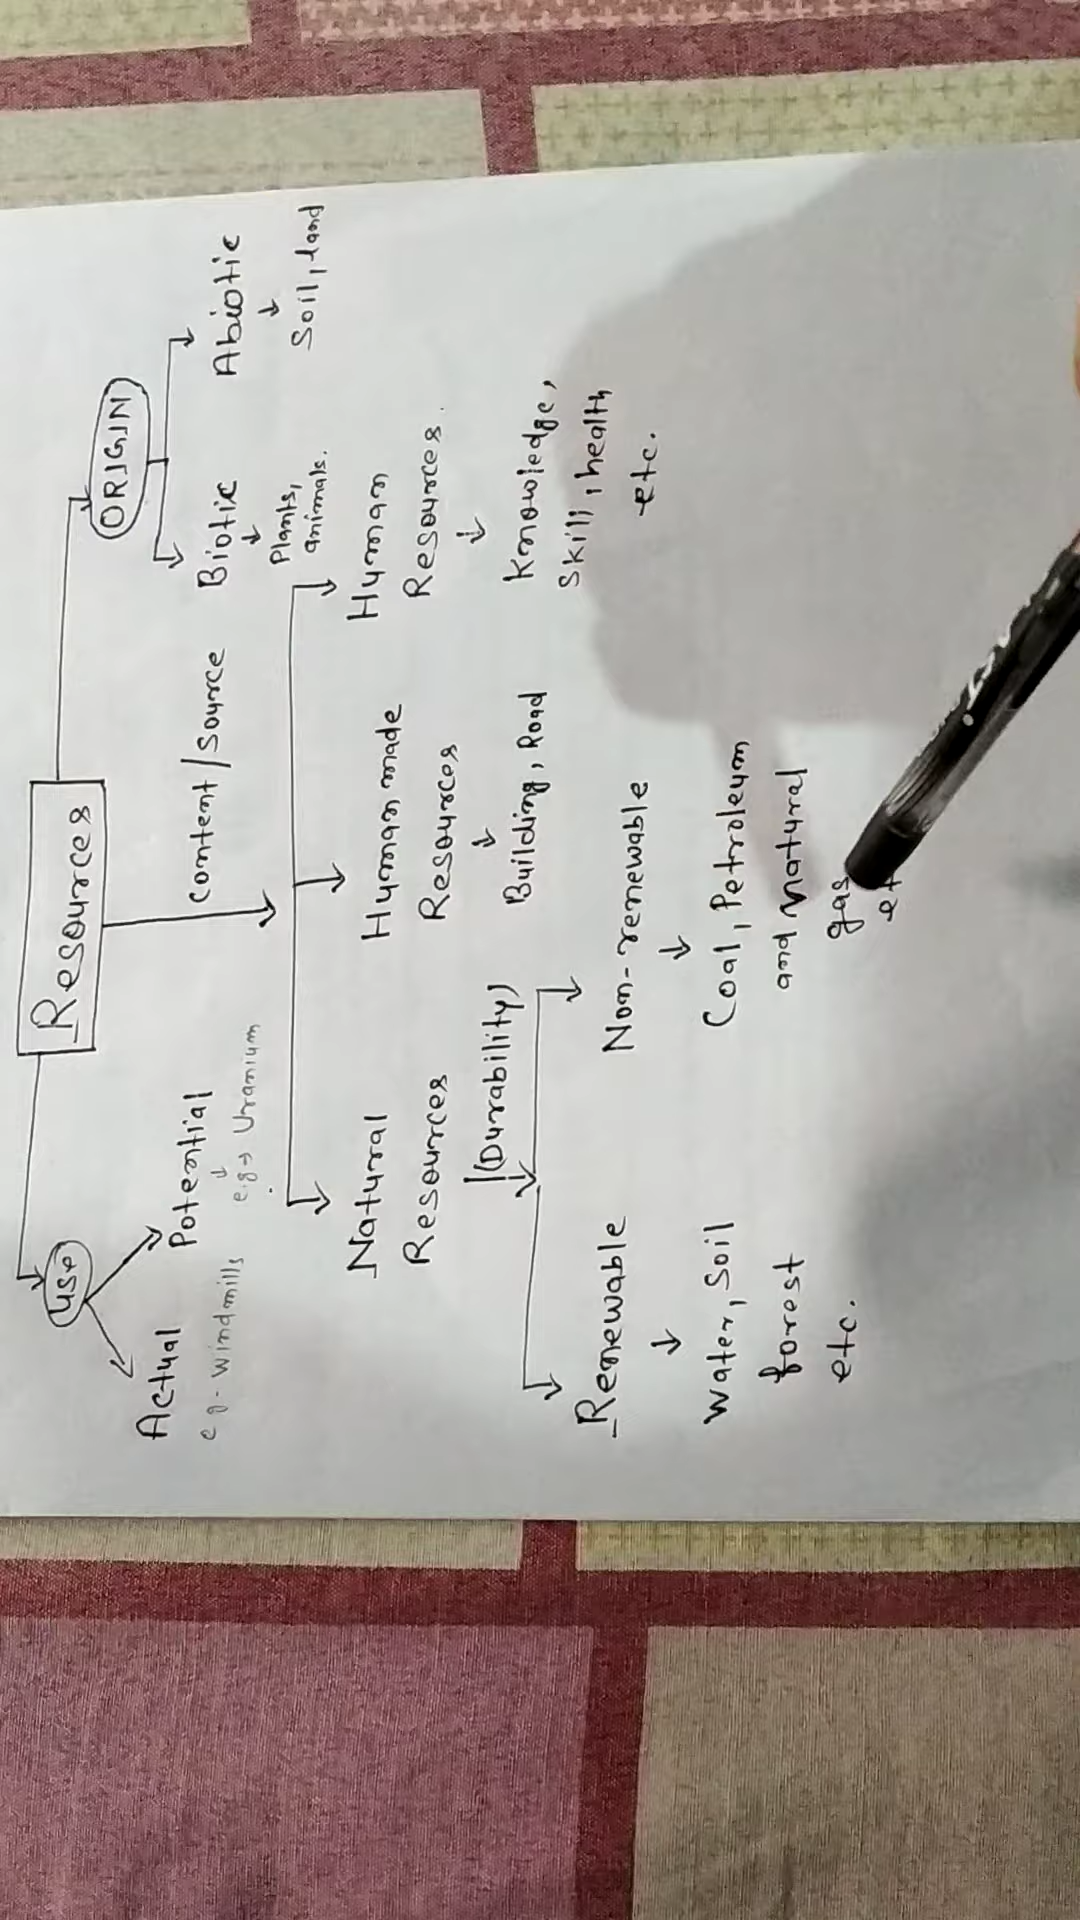 Resources
use
content/source
ORIGIN
Actual
e.g. - windmills
Potential
↓
e.g → Uranium
Biotic
↓
Plants,
animals.
Abiotic
↓
Soil, land
Natural
Resources
(Durability)
Human made
Resources
↓
Building, Road
Human
Resources.
↓
Knowledge,
Skill, health
etc.
Renewable
↓
Water, Soil
forest
etc.
Non-renewable
↓
Coal, Petroleum
and natural
gas